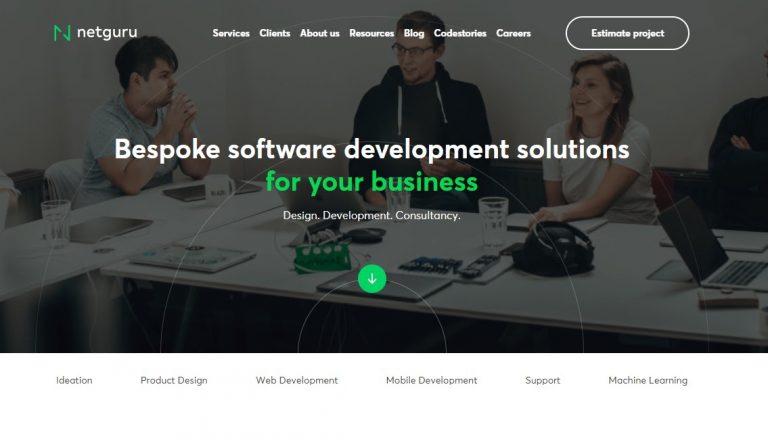 netguru
Services Clients About us Resources Blog Codestories Careers
Estimate project
Bespoke software development solutions
for your business
Design. Development. Consultancy.
Ideation Product Design Web Development Mobile Development Support Machine Learning